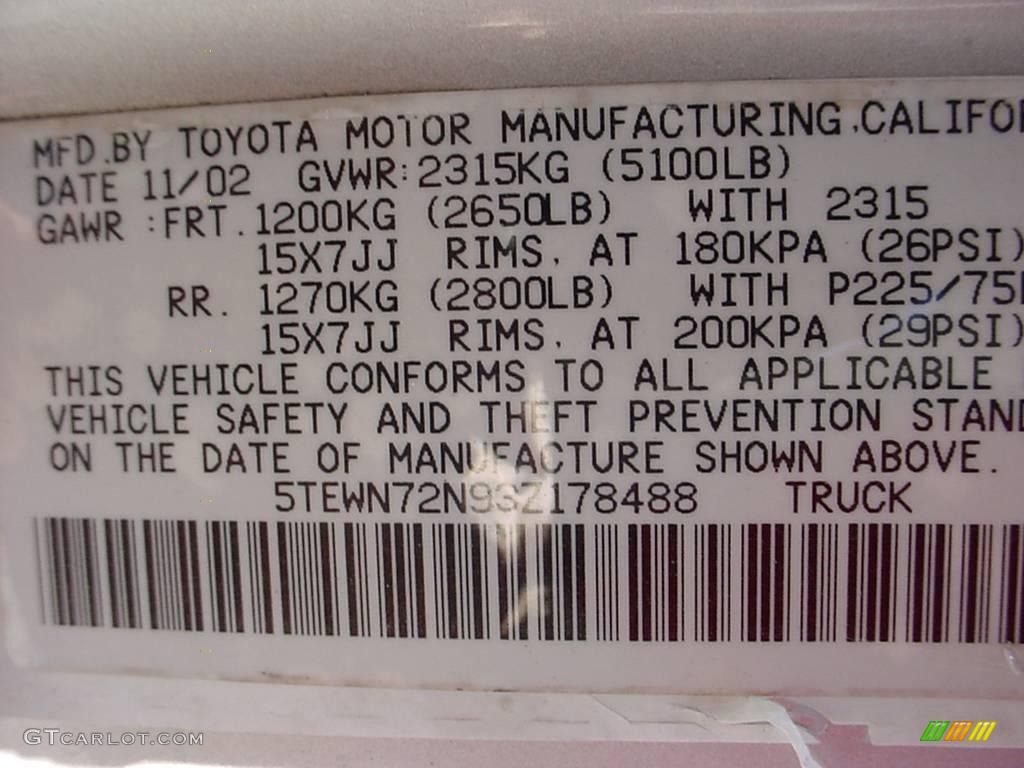 MFD.BY TOYOTA MOTOR MANUFACTURING,CALIFO
DATE 11/02 GVWR:2315KG (5100LB)
GAWR :FRT. 1200KG (2650LB) WITH 2315
15X7JJ RIMS, AT 180KPA (26PSI)
RR. 1270KG (2800LB) WITH P225/75
15X7JJ RIMS, AT 200KPA (29PSI)
THIS VEHICLE CONFORMS TO ALL APPLICABLE
VEHICLE SAFETY AND THEFT PREVENTION STAN
ON THE DATE OF MANUFACTURE SHOWN ABOVE.
5TEWN72N93Z178488 TRUCK
GTCARLOT.COM